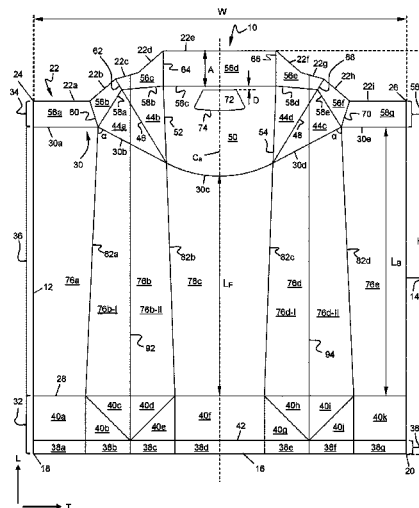 W
10
22e
22d
22c
62
64
A
66
22f
22g
68
22h
24
22
22a
22b
22i
26
34
56a
56b
56c
56d
56e
56f
56g
58a
58b
58c
58d
58e
60
70
72
D
74
44a
44b
44c
44d
52
54
50
48
48
30a
30
30b
30c
30d
30e
α
α
36
82a
82b
82c
82d
12
14
76a
76b
76c
76d
76e
76b-I
76b-II
76d-I
76d-II
92
94
28
32
40a
40b
40c
40d
40e
40f
40g
40h
40i
40j
40k
42
38a
38b
38c
38d
38e
38f
38g
18
16
20
L
T